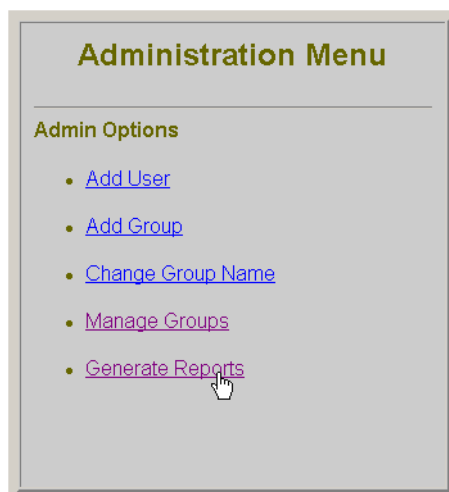 Administration Menu
Admin Options
Add User
Add Group
Change Group Name
Manage Groups
Generate Reports